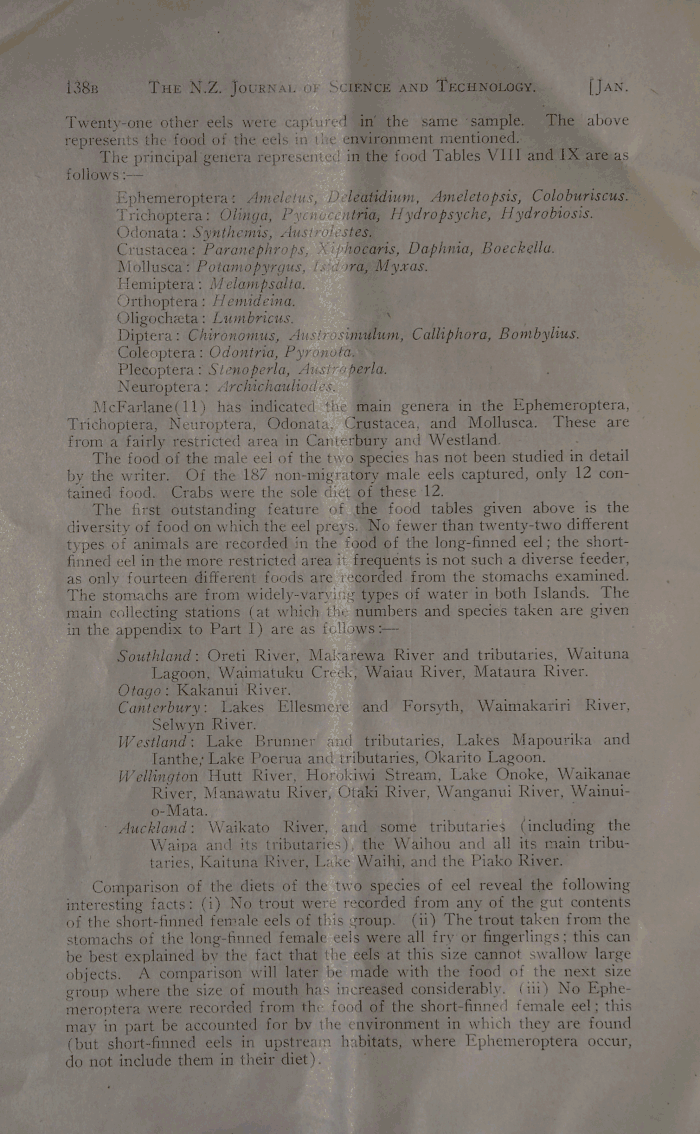 138B THE N.Z. JOURNAL OF SCIENCE AND TECHNOLOGY. [JAN.
Twenty-one other eels were captured in the same sample. The above
represents the food of the eels in the environment mentioned.
The principal genera represented in the food Tables VIII and IX are as
follows :—
Ephemeroptera : Ameletus, Deleatidium, Ameletopsis, Coloburiscus.
Trichoptera : Olinga, Pycnocentria, Hydropsyche, Hydrobiosis.
Odonata : Synthemis, Austrolestes.
Crustacea : Paranephrops, Xiphocaris, Daphnia, Boeckella.
Mollusca : Potamopyrgus, Isidora, Myxas.
Hemiptera : Melampsalta.
Orthoptera : Hemideina.
Oligochæta : Lumbricus.
Diptera : Chironomus, Austrosimulum, Calliphora, Bombylius.
Coleoptera : Odontria, Pyronota.
Plecoptera : Stenoperla, Austroperla.
Neuroptera : Archichauliodes.
McFarlane(11) has indicated the main genera in the Ephemeroptera,
Trichoptera, Neuroptera, Odonata, Crustacea, and Mollusca. These are
from a fairly restricted area in Canterbury and Westland.
The food of the male eel of the two species has not been studied in detail
by the writer. Of the 187 non-migratory male eels captured, only 12 con-
tained food. Crabs were the sole diet of these 12.
The first outstanding feature of the food tables given above is the
diversity of food on which the eel preys. No fewer than twenty-two different
types of animals are recorded in the food of the long-finned eel ; the short-
finned eel in the more restricted area it frequents is not such a diverse feeder,
as only fourteen different foods are recorded from the stomachs examined.
The stomachs are from widely-varying types of water in both Islands. The
main collecting stations (at which the numbers and species taken are given
in the appendix to Part I) are as follows :—
Southland : Oreti River, Makarewa River and tributaries, Waituna
Lagoon, Waimatuku Creek, Waiau River, Mataura River.
Otago : Kakanui River.
Canterbury : Lakes Ellesmere and Forsyth, Waimakariri River,
Selwyn River.
Westland : Lake Brunner and tributaries, Lakes Mapourika and
Ianthe; Lake Poerua and tributaries, Okarito Lagoon.
Wellington Hutt River, Horokiwi Stream, Lake Onoke, Waikanae
River, Manawatu River, Otaki River, Wanganui River, Wainui-
o-Mata.
Auckland : Waikato River, and some tributaries (including the
Waipa and its tributaries), the Waihou and all its main tribu-
taries, Kaituna River, Lake Waihi, and the Piako River.
Comparison of the diets of the two species of eel reveal the following
interesting facts : (i) No trout were recorded from any of the gut contents
of the short-finned female eels of this group. (ii) The trout taken from the
stomachs of the long-finned female eels were all fry or fingerlings ; this can
be best explained by the fact that the eels at this size cannot swallow large
objects. A comparison will later be made with the food of the next size
group where the size of mouth has increased considerably. (iii) No Ephe-
meroptera were recorded from the food of the short-finned female eel ; this
may in part be accounted for by the environment in which they are found
(but short-finned eels in upstream habitats, where Ephemeroptera occur,
do not include them in their diet).